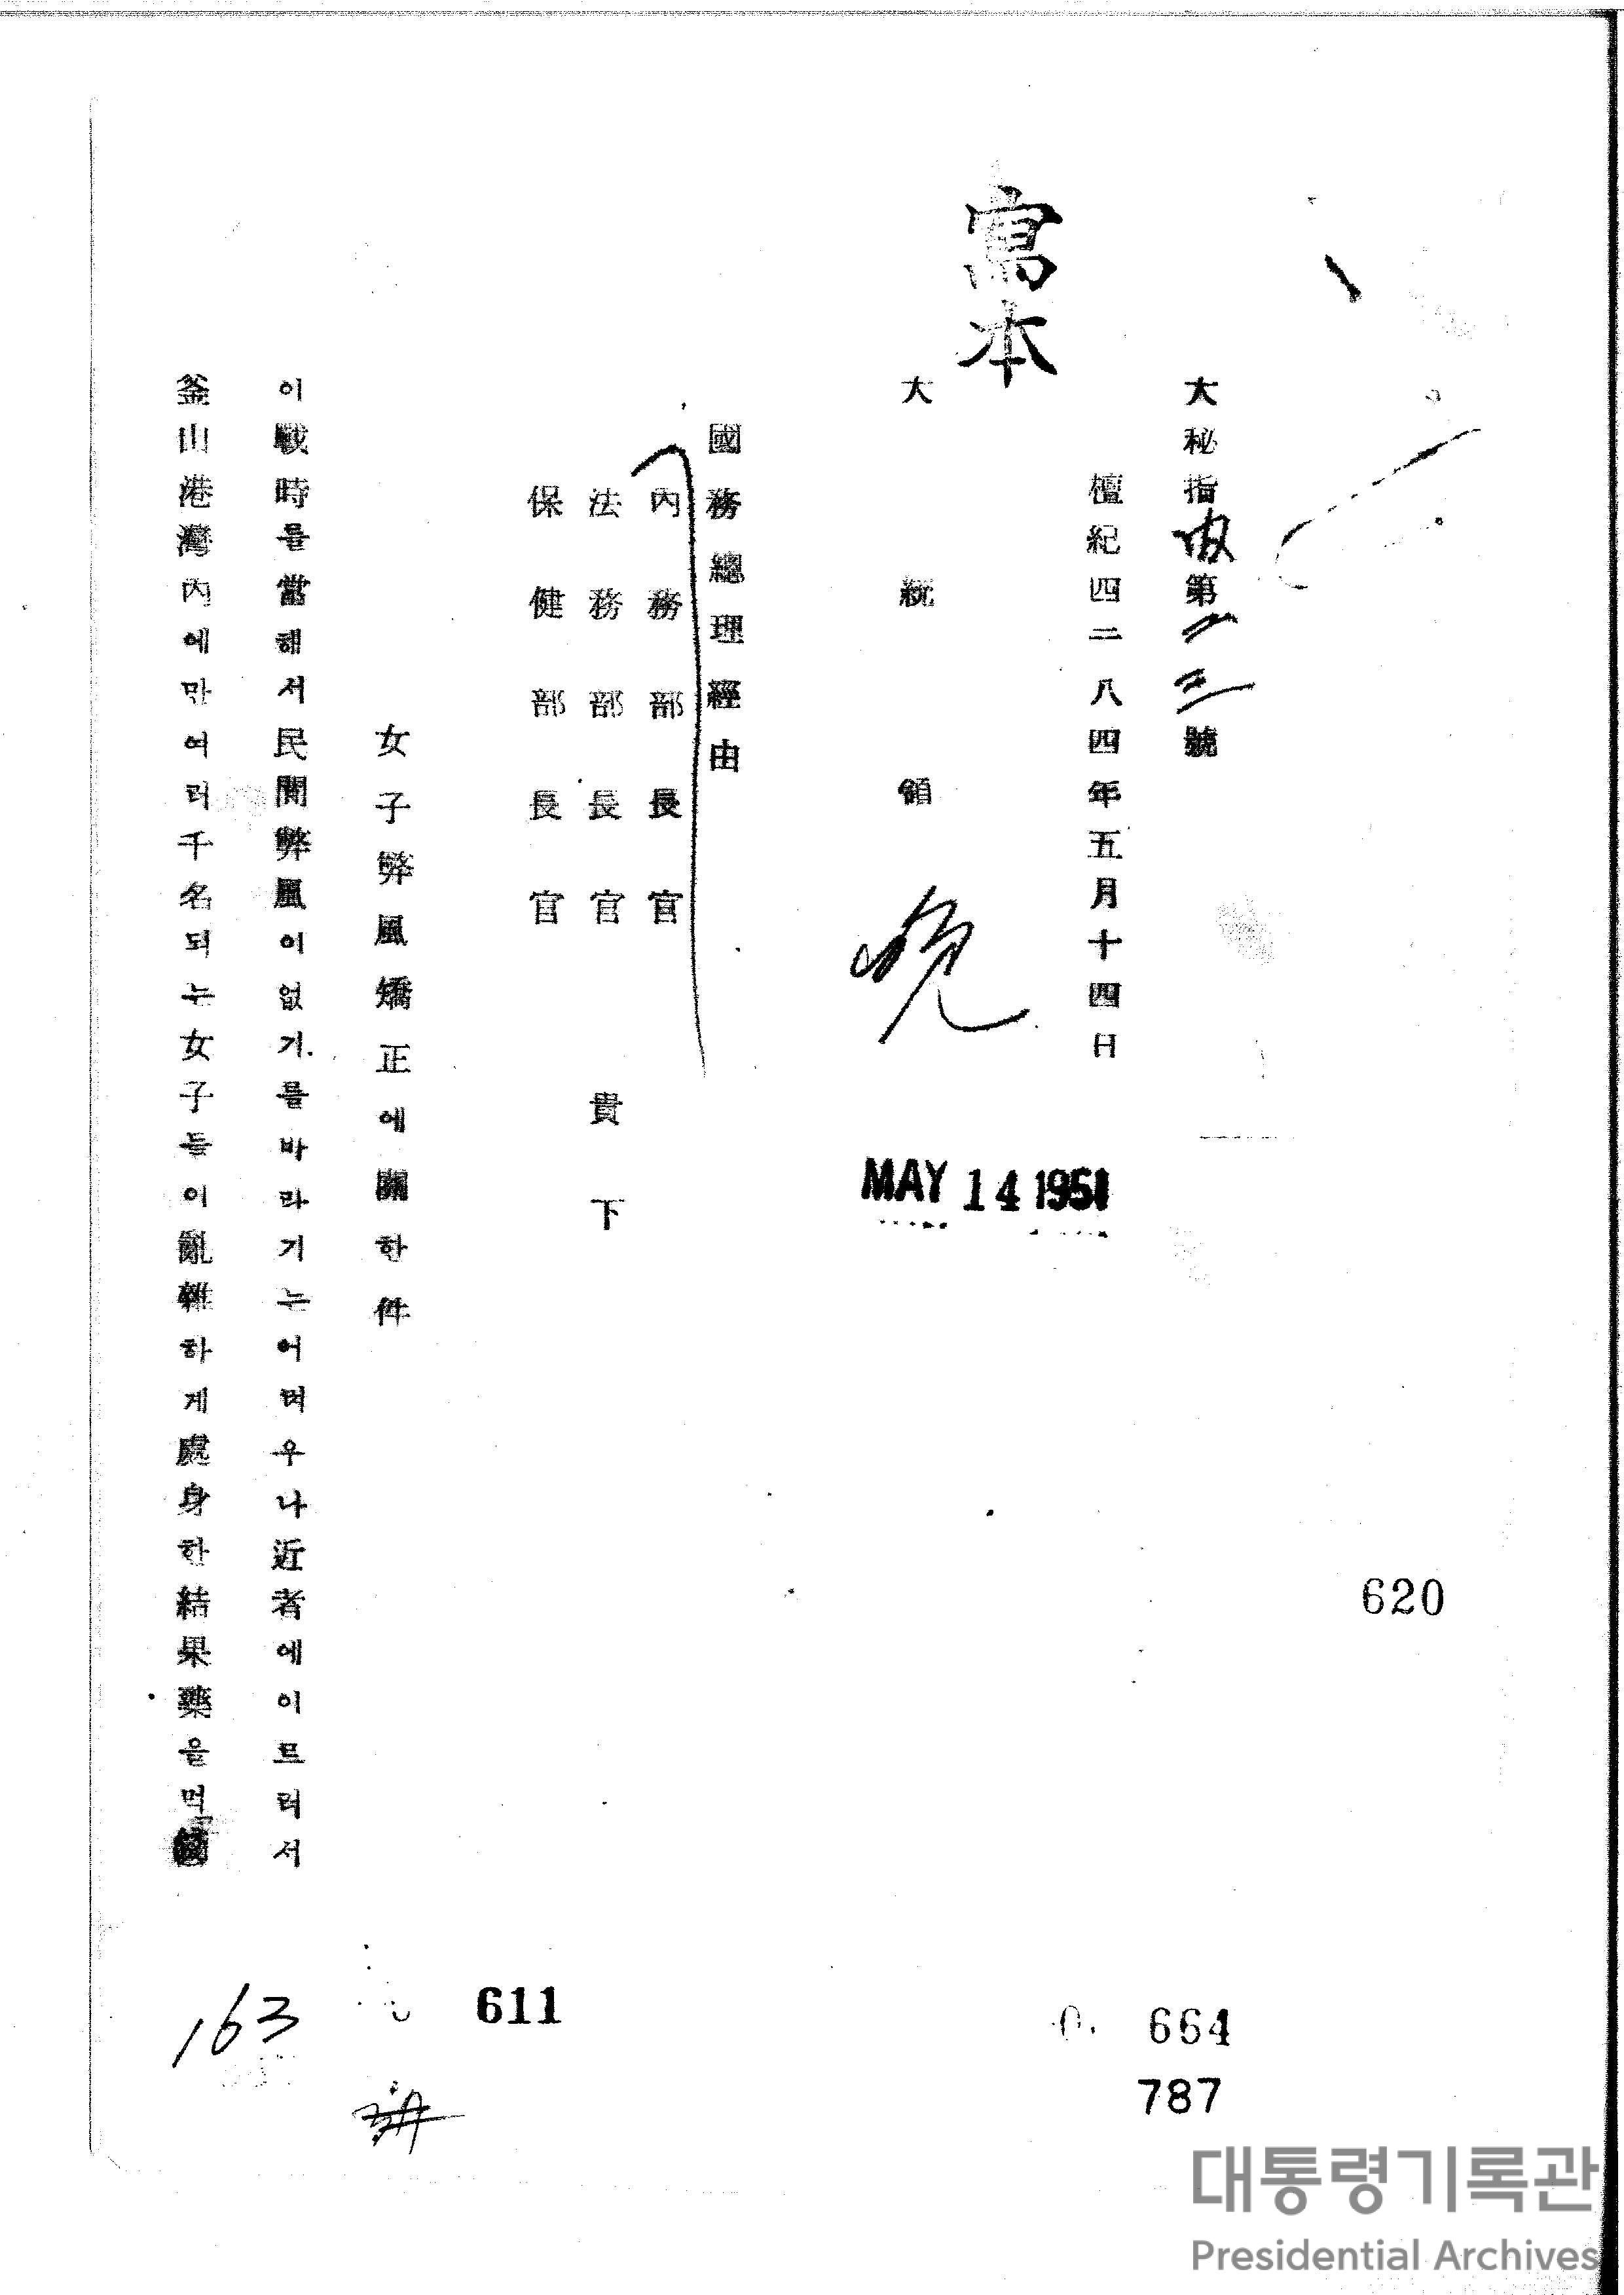 寫本
大秘指內第二三號
檀紀四二八四年五月十四日
大統領 晩
MAY 14 1951
國務總理經由
內務部長官
法務部長官 貴下
保健部長官
女子弊風矯正에關한件
이戰時를當해서民間弊風이없기를바라기는어려우나近者에이르러서
釜山港灣內에만여러千名되는女子들이亂雜하게處身한結果藥을먹
620
611
163
664
787
대통령기록관
Presidential Archives